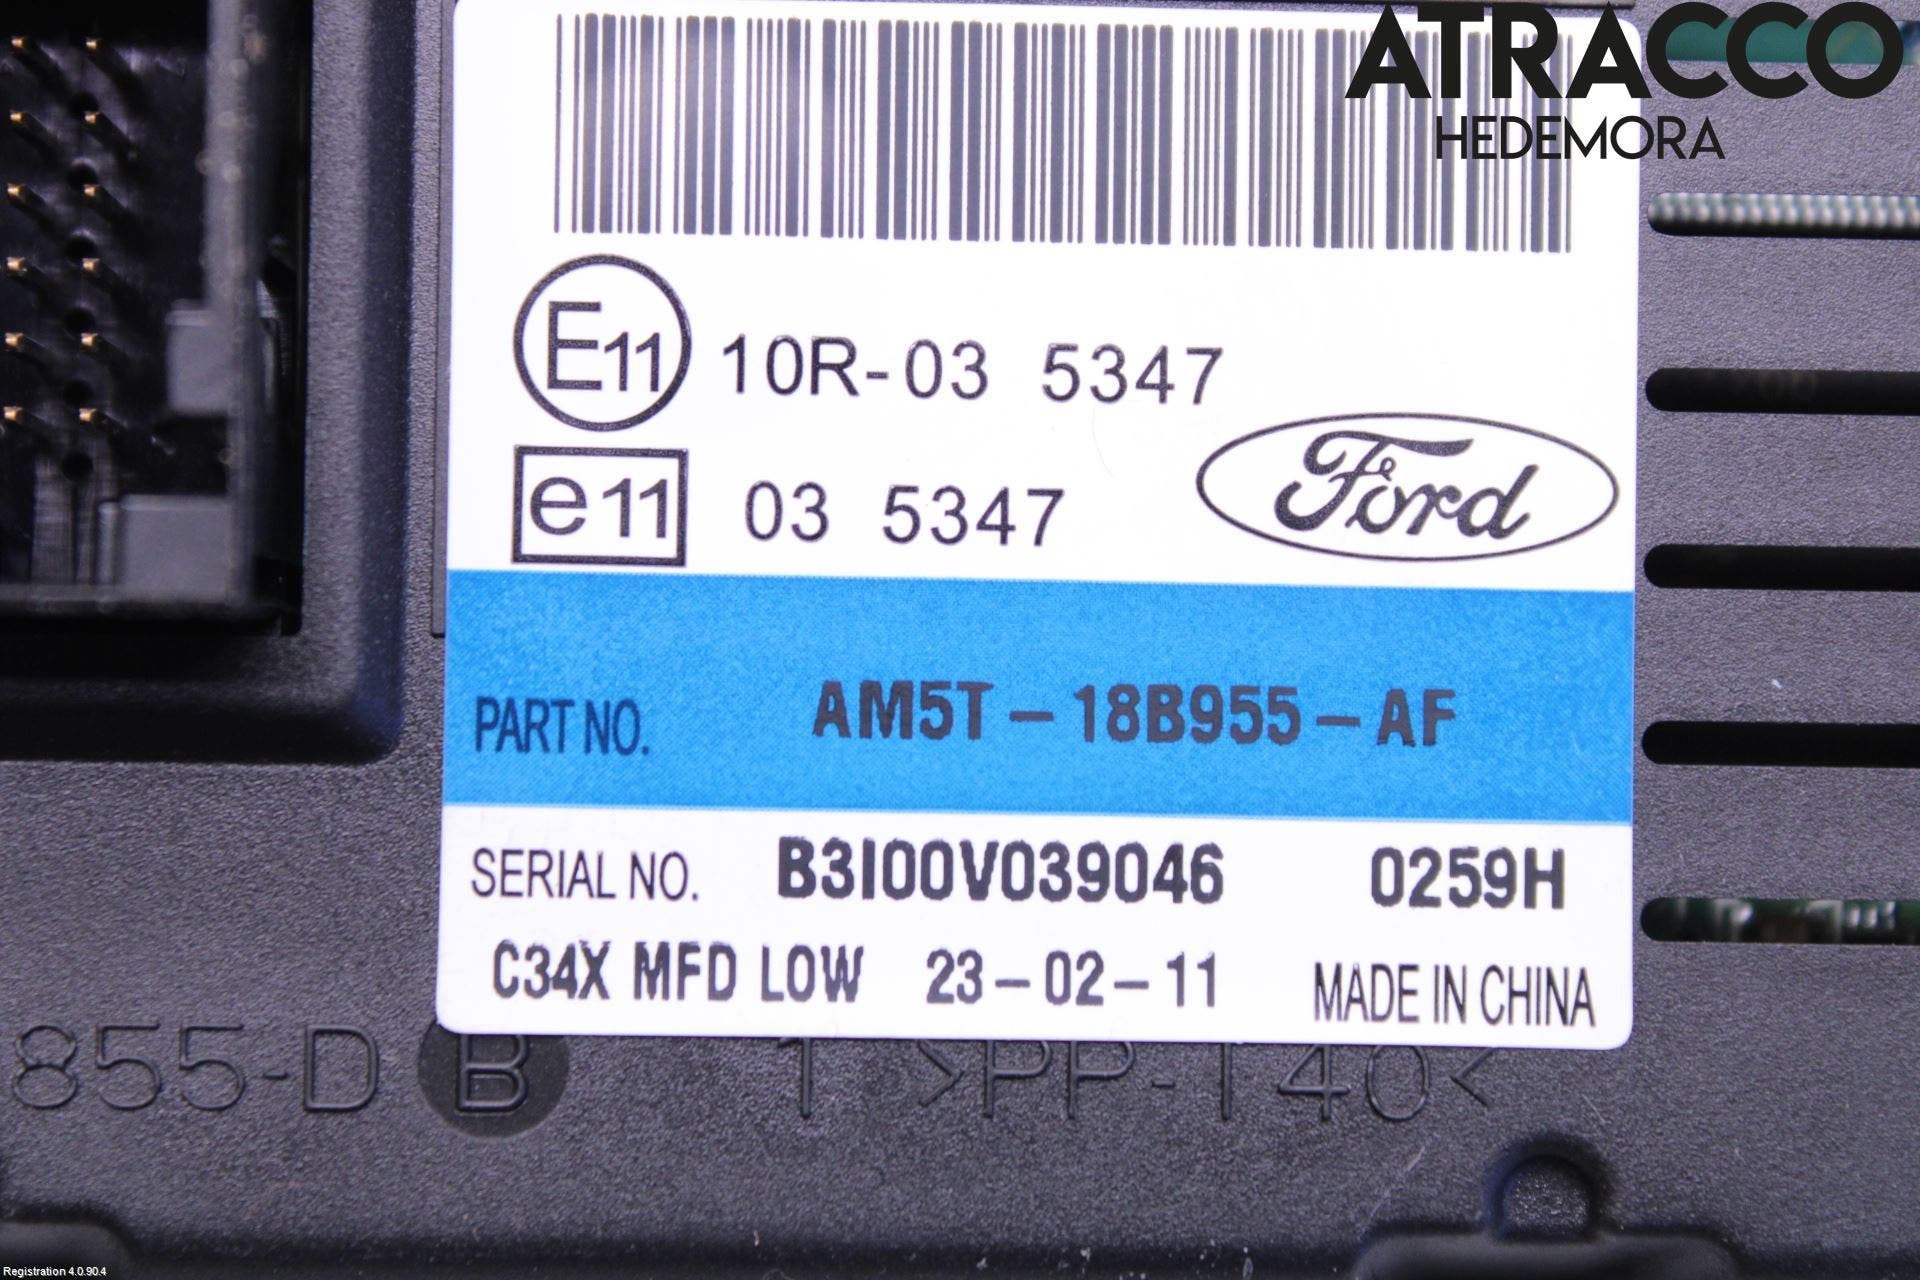 ATRACCO
HEDEMORA
E11 10R-03 5347
e11 03 5347
Ford
PART NO. AM5T-18B955-AF
SERIAL NO. B3I00V039046 0259H
C34X MFD LOW 23-02-11 MADE IN CHINA
855-D B 1 >PP-T40<
Registration 4.0.90.4